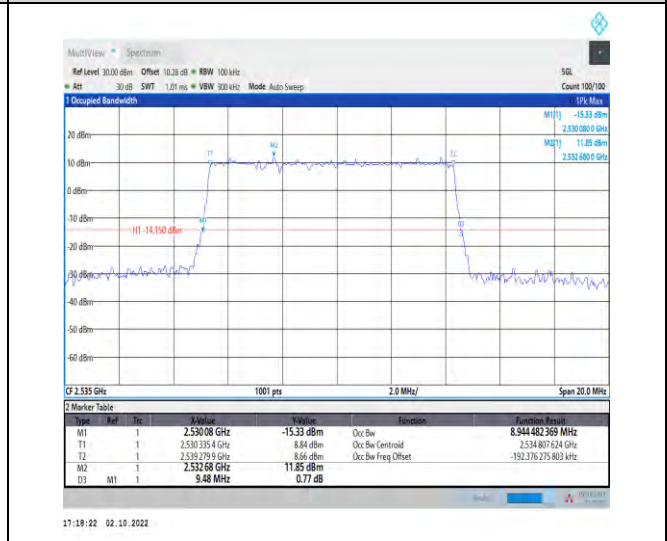 MultiView Spectrum
Ref Level 30.00 dBm Offset 10.28 dB RBW 100 kHz SGL
Att 30 dB SWT 1.01 ms VBW 300 kHz Mode Auto Sweep Count 100/100
1 Occupied Bandwidth 1Pk Max
M1[1] -15.33 dBm
2.530 080 0 GHz
M2[1] 11.85 dBm
2.532 680 0 GHz
20 dBm
T1 M2 T2
10 dBm
0 dBm
-10 dBm
M1 D3
H1 -14.150 dBm
-20 dBm
-30 dBm
-40 dBm
-50 dBm
-60 dBm
CF 2.535 GHz 1001 pts 2.0 MHz/ Span 20.0 MHz
2 Marker Table
Type Ref Trc X-Value Y-Value Function Function Result
M1 1 2.530 08 GHz -15.33 dBm Occ Bw 8.944 482 369 MHz
T1 1 2.530 335 4 GHz 8.84 dBm Occ Bw Centroid 2.534 807 624 GHz
T2 1 2.539 279 9 GHz 8.66 dBm Occ Bw Freq Offset -192.376 275 803 kHz
M2 1 2.532 68 GHz 11.85 dBm
D3 M1 1 9.48 MHz 0.77 dB
17:18:22 02.10.2022